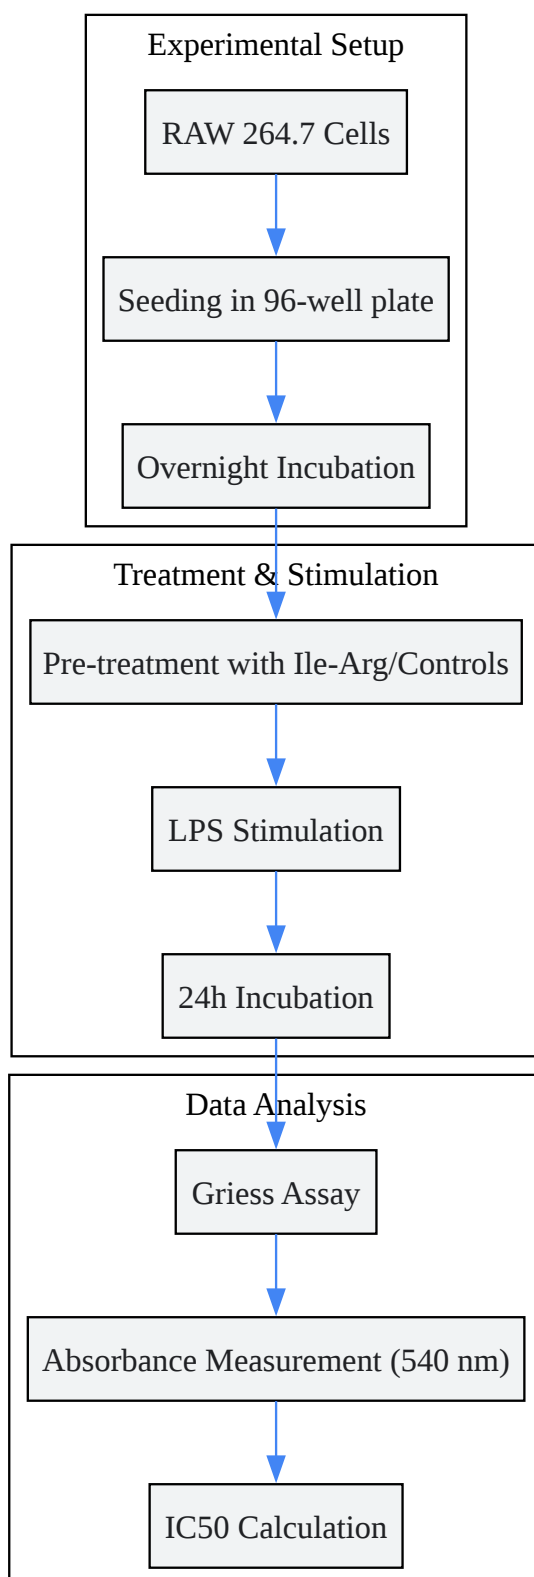 Experimental Setup
RAW 264.7 Cells
Seeding in 96-well plate
Overnight Incubation
Treatment & Stimulation
Pre-treatment with Ile-Arg/Controls
LPS Stimulation
24h Incubation
Data Analysis
Griess Assay
Absorbance Measurement (540 nm)
IC50 Calculation